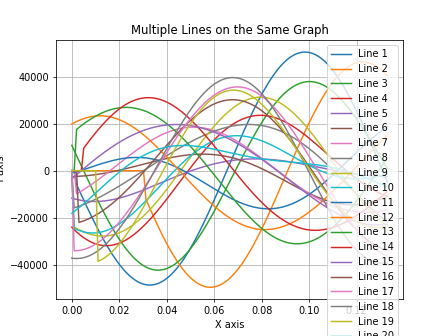 Multiple Lines on the Same Graph
40000
20000
0
−20000
−40000
0.00 0.02 0.04 0.06 0.08 0.10
X axis
Line 1
Line 2
Line 3
Line 4
Line 5
Line 6
Line 7
Line 8
Line 9
Line 10
Line 11
Line 12
Line 13
Line 14
Line 15
Line 16
Line 17
Line 18
Line 19
Line 20